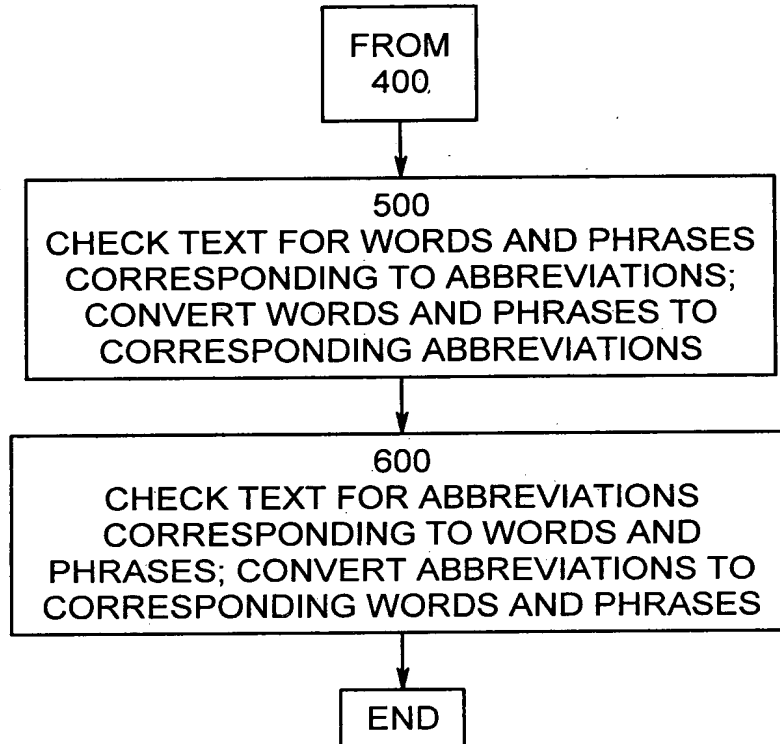 FROM
400
500
CHECK TEXT FOR WORDS AND PHRASES
CORRESPONDING TO ABBREVIATIONS;
CONVERT WORDS AND PHRASES TO
CORRESPONDING ABBREVIATIONS
600
CHECK TEXT FOR ABBREVIATIONS
CORRESPONDING TO WORDS AND
PHRASES; CONVERT ABBREVIATIONS TO
CORRESPONDING WORDS AND PHRASES
END